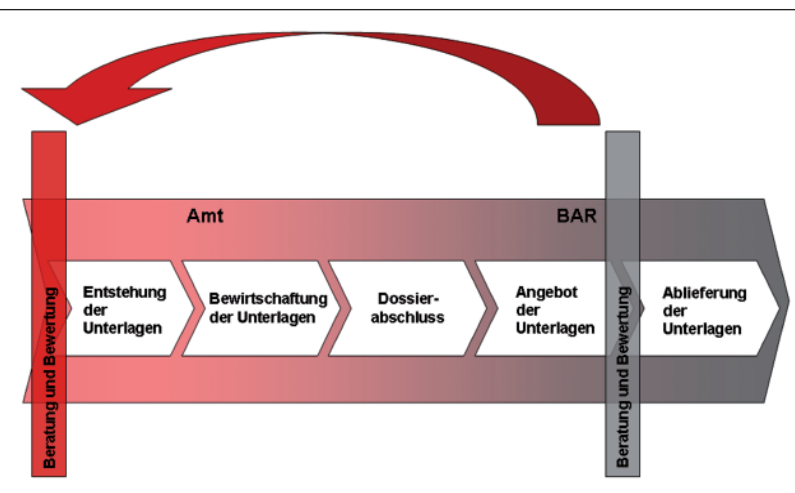 Amt
BAR
Beratung und Bewertung
Entstehung
der
Unterlagen
Bewirtschaftung
der Unterlagen
Dossier-
abschluss
Angebot
der
Unterlagen
Beratung und Bewertung
Ablieferung
der
Unterlagen